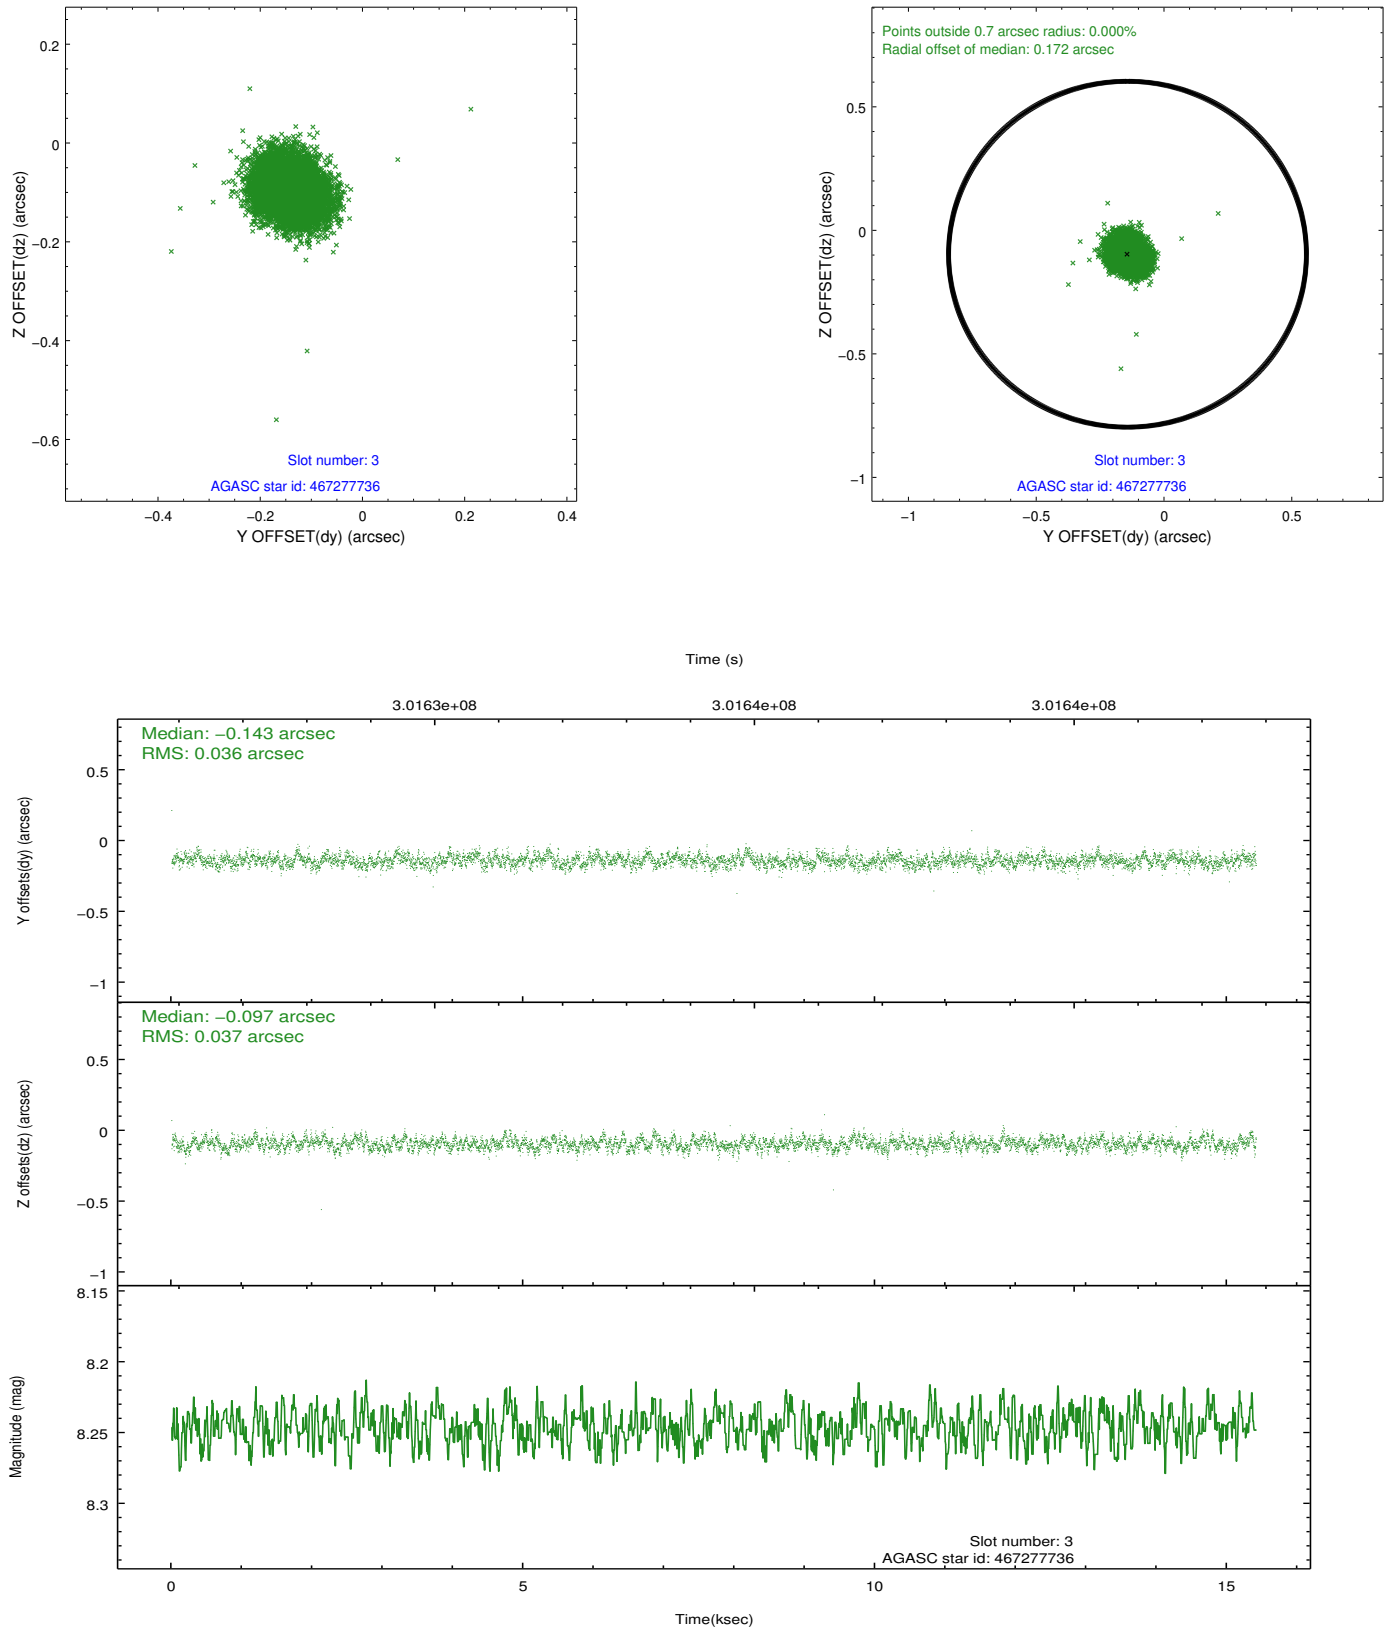 0.2
0
−0.2
−0.4
−0.6
Z OFFSET(dz) (arcsec)
Slot number: 3
AGASC star id: 467277736
−0.4
−0.2
0
0.2
0.4
Y OFFSET(dy) (arcsec)
Points outside 0.7 arcsec radius: 0.000%
Radial offset of median: 0.172 arcsec
0.5
0
−0.5
−1
Z OFFSET(dz) (arcsec)
Slot number: 3
AGASC star id: 467277736
−1
−0.5
0
0.5
Y OFFSET(dy) (arcsec)
Time (s)
3.0163e+08
3.0164e+08
3.0164e+08
Median: −0.143 arcsec
RMS: 0.036 arcsec
0.5
0
−0.5
−1
Y offsets(dy) (arcsec)
Median: −0.097 arcsec
RMS: 0.037 arcsec
0.5
0
−0.5
−1
Z offsets(dz) (arcsec)
8.15
8.2
8.25
8.3
Magnitude (mag)
Slot number: 3
AGASC star id: 467277736
0
5
10
15
Time(ksec)